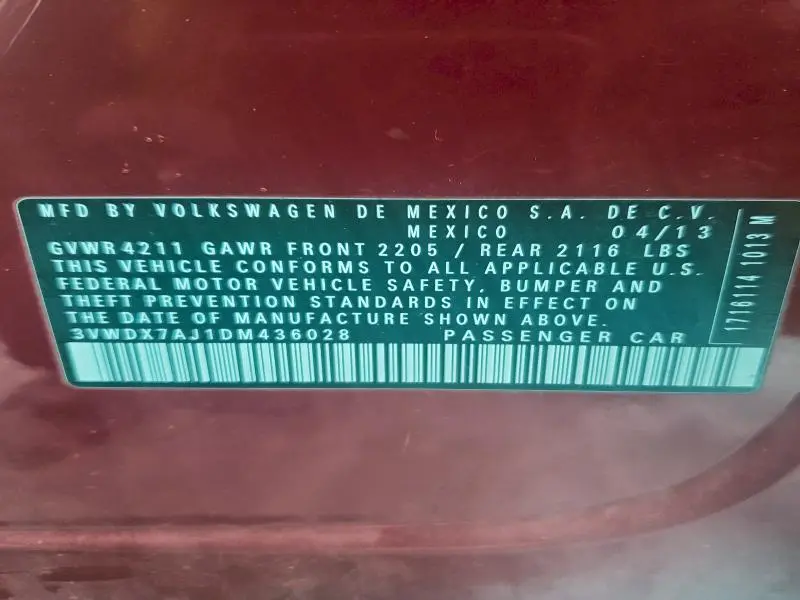 MFD BY VOLKSWAGEN DE MEXICO S.A. DE C.V.
MEXICO 04/13
GVWR 4211 GAWR FRONT 2205 / REAR 2116 LBS
THIS VEHICLE CONFORMS TO ALL APPLICABLE U.S.
FEDERAL MOTOR VEHICLE SAFETY, BUMPER AND
THEFT PREVENTION STANDARDS IN EFFECT ON
THE DATE OF MANUFACTURE SHOWN ABOVE.
3VWDX7AJ1DM436028 PASSENGER CAR
1716114 1013 M